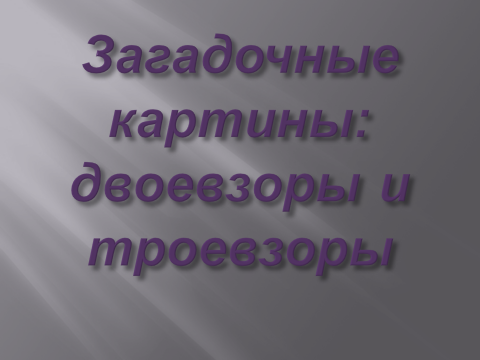 Загадочные
картины:
двоевзоры и
троевзоры